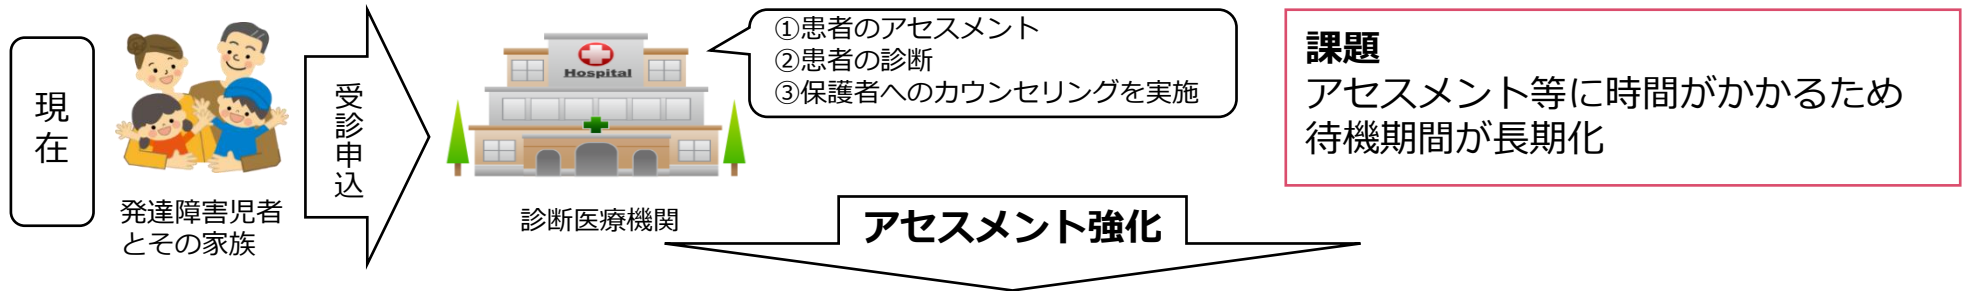 現在
発達障害児者
とその家族
受診申込
Hospital
診断医療機関
①患者のアセスメント
②患者の診断
③保護者へのカウンセリングを実施
課題
アセスメント等に時間がかかるため
待機期間が長期化
アセスメント強化